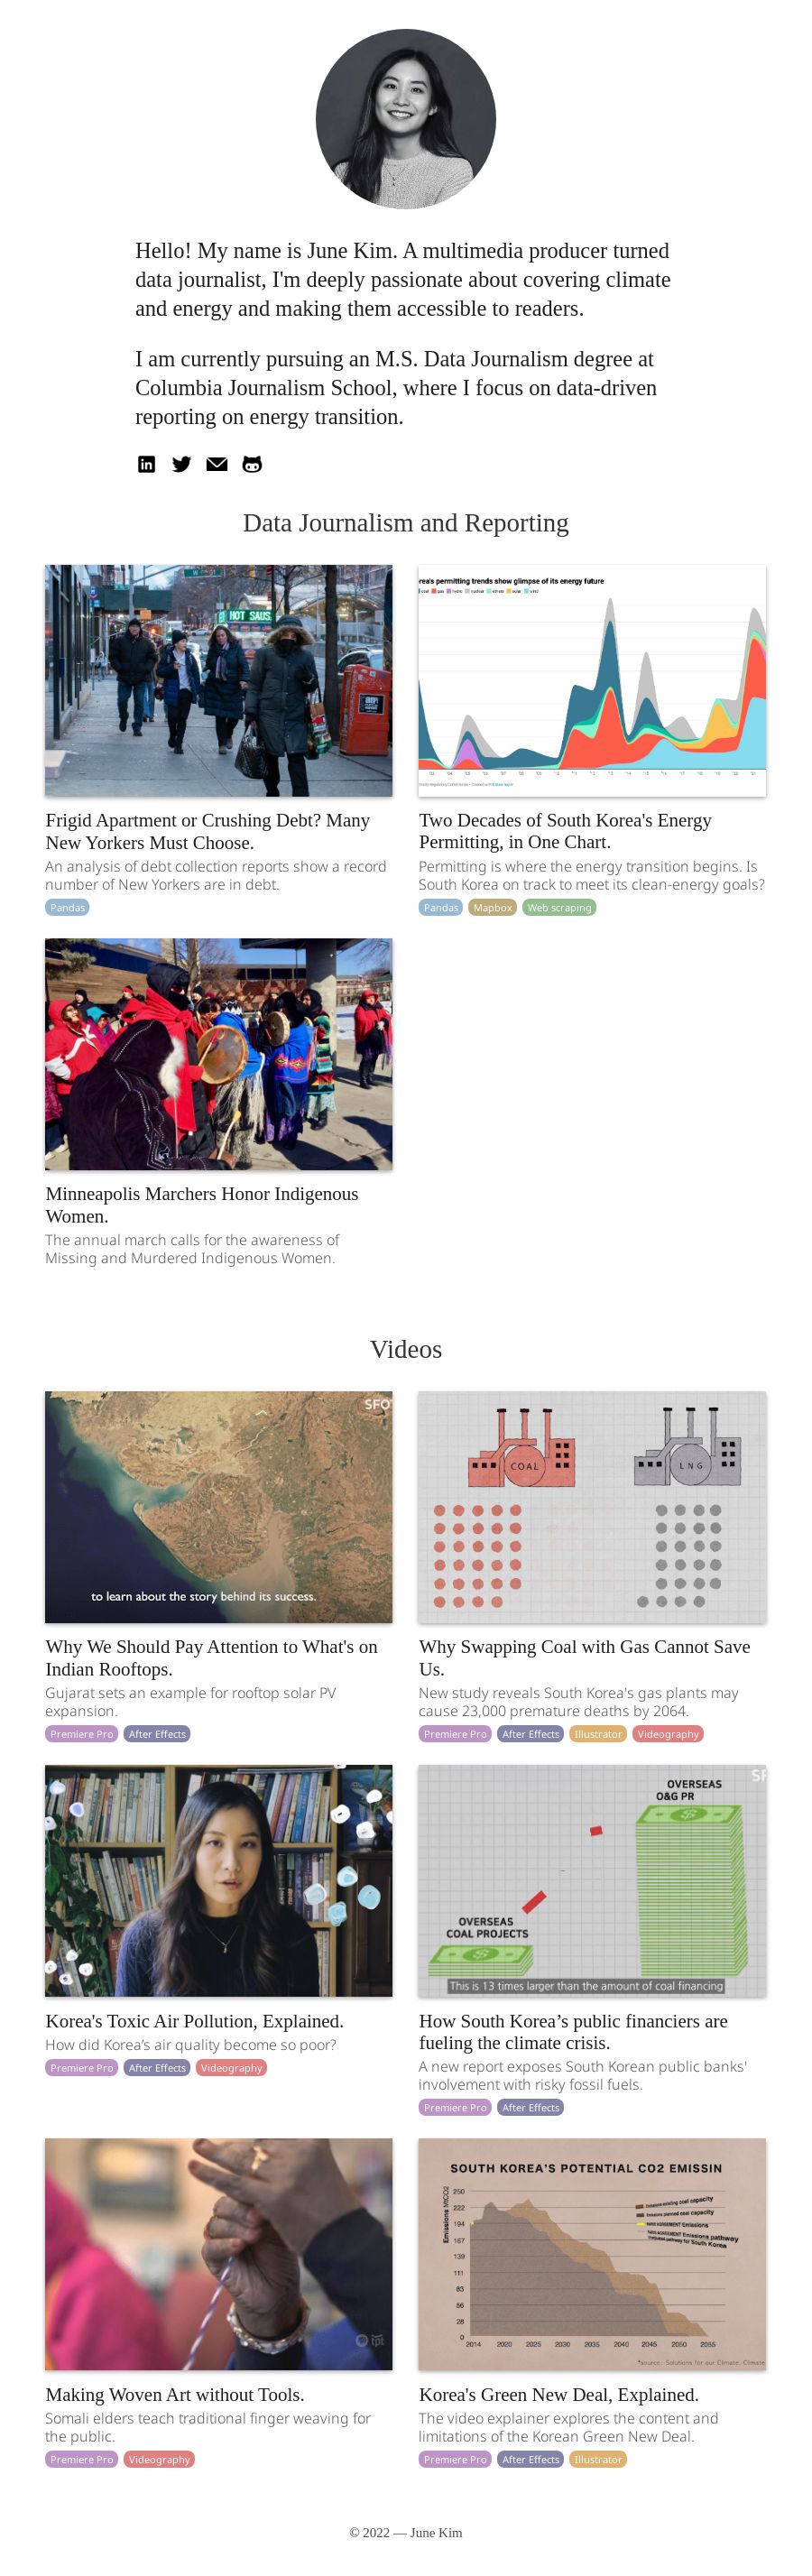 Hello! My name is June Kim. A multimedia producer turned
data journalist, I'm deeply passionate about covering climate
and energy and making them accessible to readers.
I am currently pursuing an M.S. Data Journalism degree at
Columbia Journalism School, where I focus on data-driven
reporting on energy transition.
Data Journalism and Reporting
HOT SAUS
rea's permitting trends show glimpse of its energy future
Frigid Apartment or Crushing Debt? Many
New Yorkers Must Choose.
An analysis of debt collection reports show a record
number of New Yorkers are in debt.
Pandas
Two Decades of South Korea's Energy
Permitting, in One Chart.
Permitting is where the energy transition begins. Is
South Korea on track to meet its clean-energy goals?
Pandas Mapbox Web scraping
Minneapolis Marchers Honor Indigenous
Women.
The annual march calls for the awareness of
Missing and Murdered Indigenous Women.
Videos
SFO
to learn about the story behind its success.
COAL LNG
Why We Should Pay Attention to What's on
Indian Rooftops.
Gujarat sets an example for rooftop solar PV
expansion.
Premiere Pro After Effects
Why Swapping Coal with Gas Cannot Save
Us.
New study reveals South Korea's gas plants may
cause 23,000 premature deaths by 2064.
Premiere Pro After Effects Illustrator Videography
SF
OVERSEAS
O&G PR
OVERSEAS
COAL PROJECTS
This is 13 times larger than the amount of coal financing
Korea's Toxic Air Pollution, Explained.
How did Korea’s air quality become so poor?
Premiere Pro After Effects Videography
How South Korea’s public financiers are
fueling the climate crisis.
A new report exposes South Korean public banks'
involvement with risky fossil fuels.
Premiere Pro After Effects
tpt
SOUTH KOREA'S POTENTIAL CO2 EMISSIN
Emissions MtCO2
250
222
194
167
139
111
83
56
28
0
2014 2020 2025 2030 2035 2040 2045 2050 2055
Emissions existing coal capacity
Emissions planned coal capacity
PARIS AGREEMENT Emissions pathway
*source: Solutions for our Climate, Climate
Making Woven Art without Tools.
Somali elders teach traditional finger weaving for
the public.
Premiere Pro Videography
Korea's Green New Deal, Explained.
The video explainer explores the content and
limitations of the Korean Green New Deal.
Premiere Pro After Effects Illustrator
© 2022 — June Kim